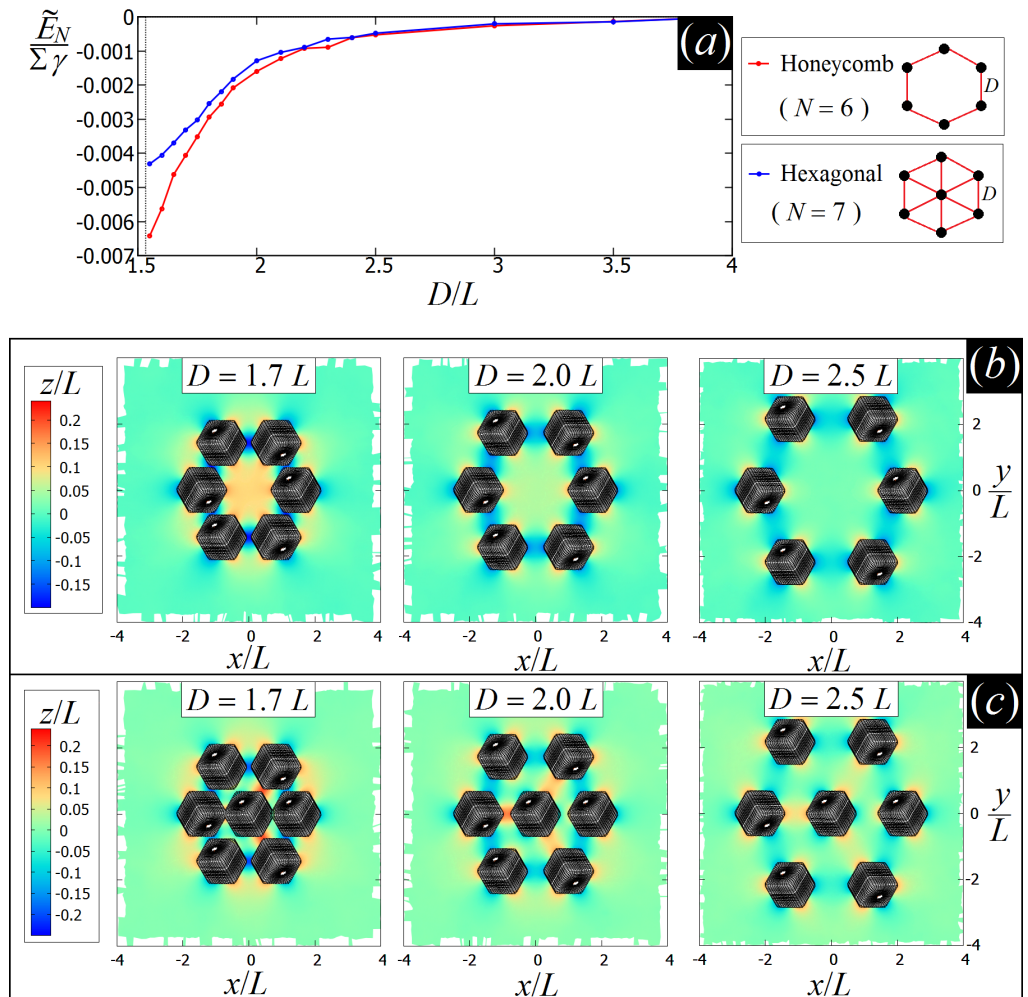 Ẽ_N / Σγ
0
-0.001
-0.002
-0.003
-0.004
-0.005
-0.006
-0.007
1.5 2 2.5 3 3.5 4
D/L
(a)
Honeycomb
( N = 6 )
D
Hexagonal
( N = 7 )
D
(b)
z/L
0.2
0.15
0.10
0.05
0
-0.05
-0.1
-0.15
D = 1.7 L
D = 2.0 L
D = 2.5 L
2
0
-2
-4
y/L
-4 -2 0 2 4
-4 -2 0 2 4
-4 -2 0 2 4
x/L
x/L
x/L
(c)
z/L
0.2
0.15
0.10
0.05
0
-0.05
-0.1
-0.15
-0.2
D = 1.7 L
D = 2.0 L
D = 2.5 L
2
0
-2
-4
y/L
-4 -2 0 2 4
-4 -2 0 2 4
-4 -2 0 2 4
x/L
x/L
x/L